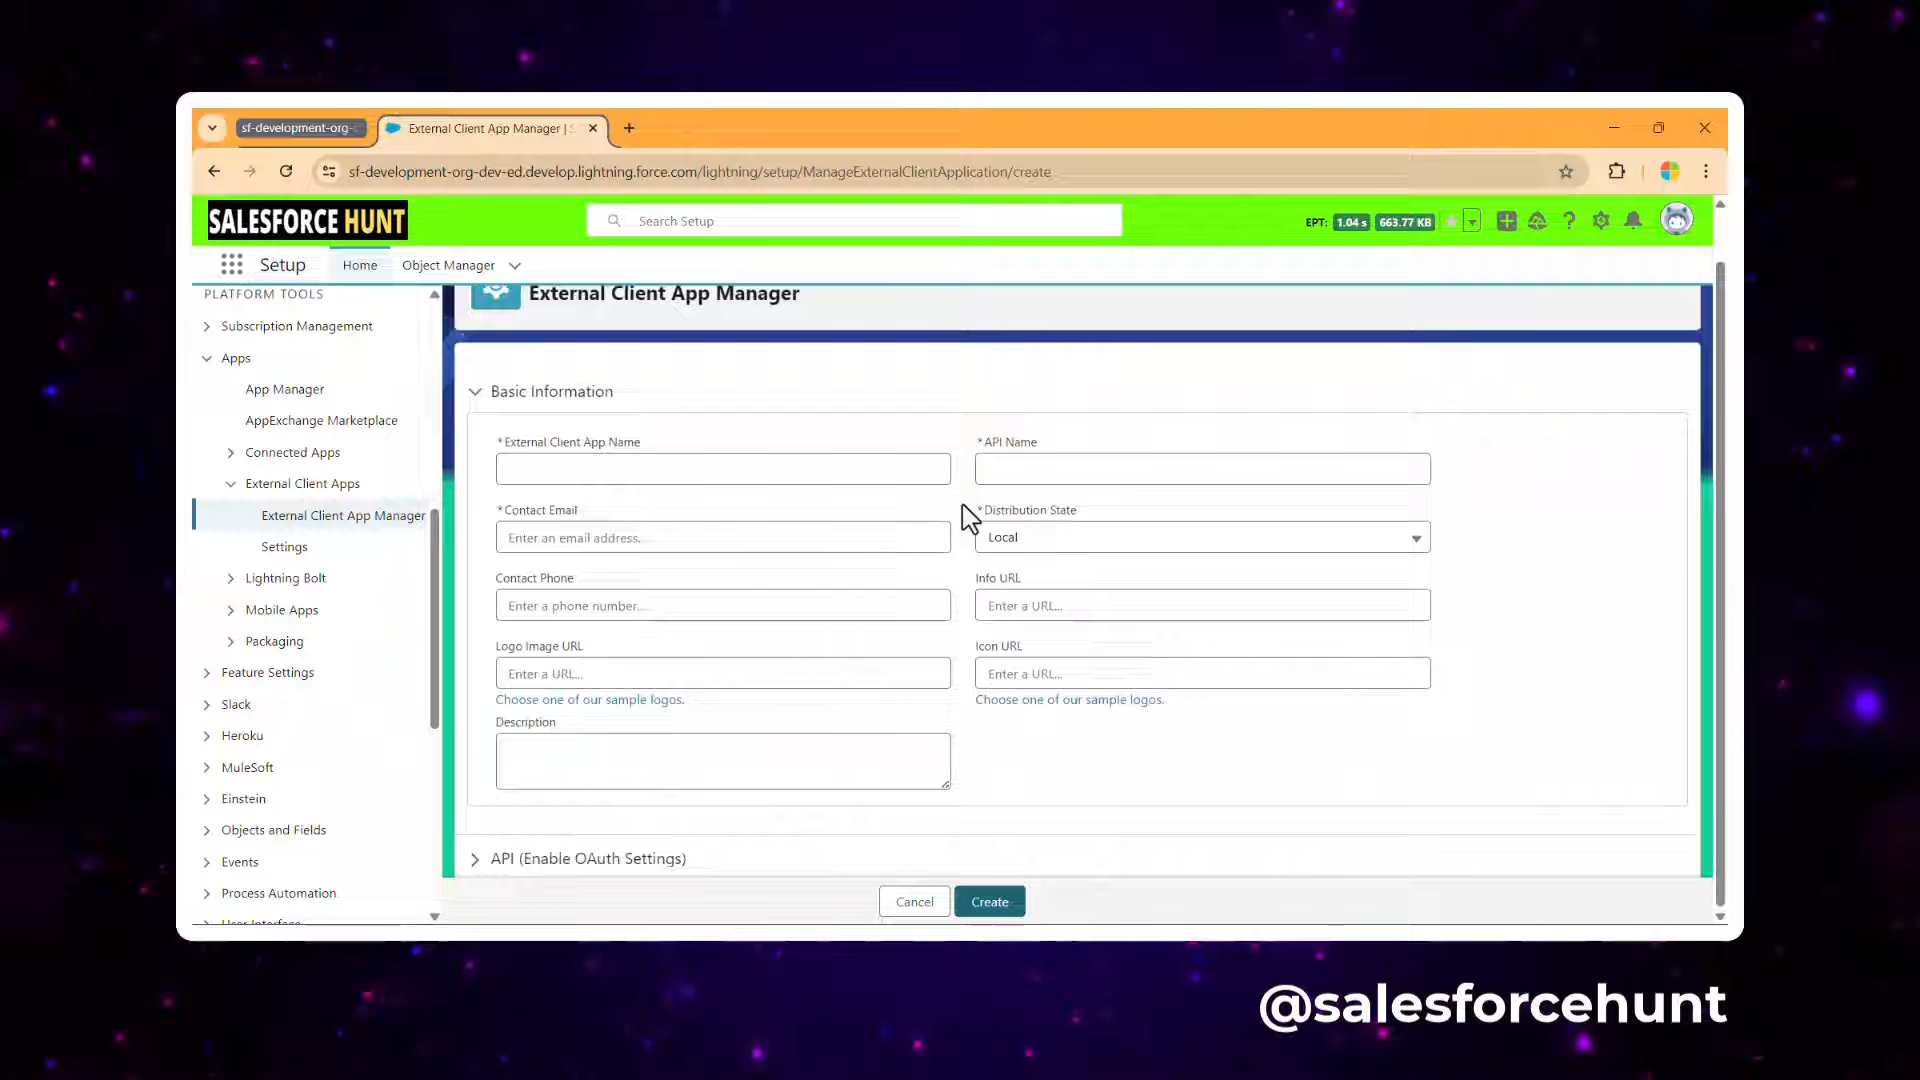 sf-development-org-
External Client App Manager | S
sf-development-org-dev-ed.develop.lightning.force.com/lightning/setup/ManageExternalClientApplication/create
SALESFORCE HUNT
Search Setup
EPT: 1.04 s 663.77 KB
Setup
Home
Object Manager
PLATFORM TOOLS
Subscription Management
Apps
App Manager
AppExchange Marketplace
Connected Apps
External Client Apps
External Client App Manager
Settings
Lightning Bolt
Mobile Apps
Packaging
Feature Settings
Slack
Heroku
MuleSoft
Einstein
Objects and Fields
Events
Process Automation
User Interface
External Client App Manager
Basic Information
*External Client App Name
*API Name
*Contact Email
Enter an email address...
*Distribution State
Local
Contact Phone
Enter a phone number...
Info URL
Enter a URL...
Logo Image URL
Enter a URL...
Choose one of our sample logos.
Icon URL
Enter a URL...
Choose one of our sample logos.
Description
API (Enable OAuth Settings)
Cancel
Create
@salesforcehunt